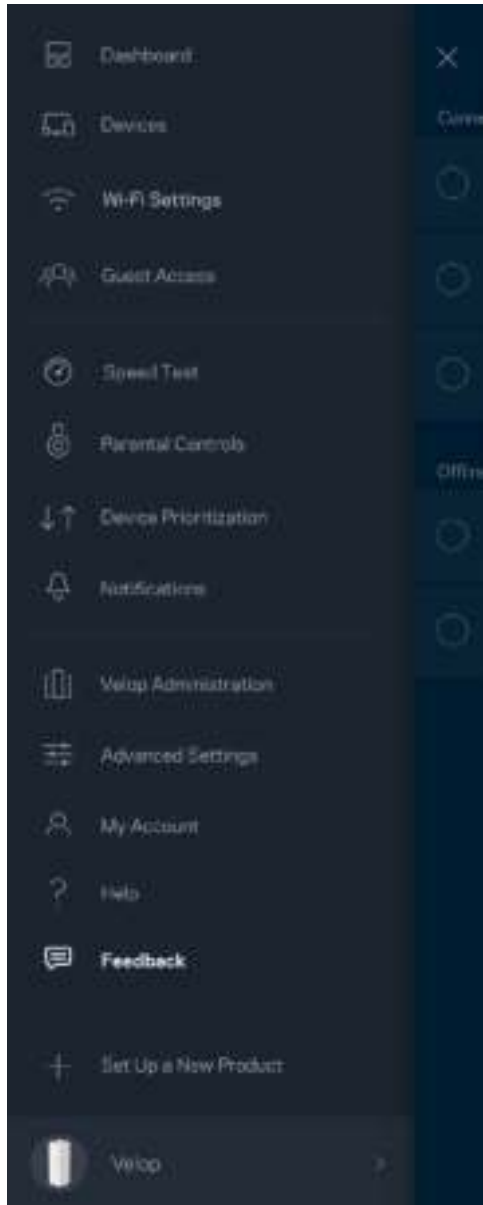 Dashboard
Devices
Wi-Fi Settings
Guest Access
Speed Test
Parental Controls
Device Prioritization
Notifications
Velop Administration
Advanced Settings
My Account
Help
Feedback
Set Up a New Product
Velop